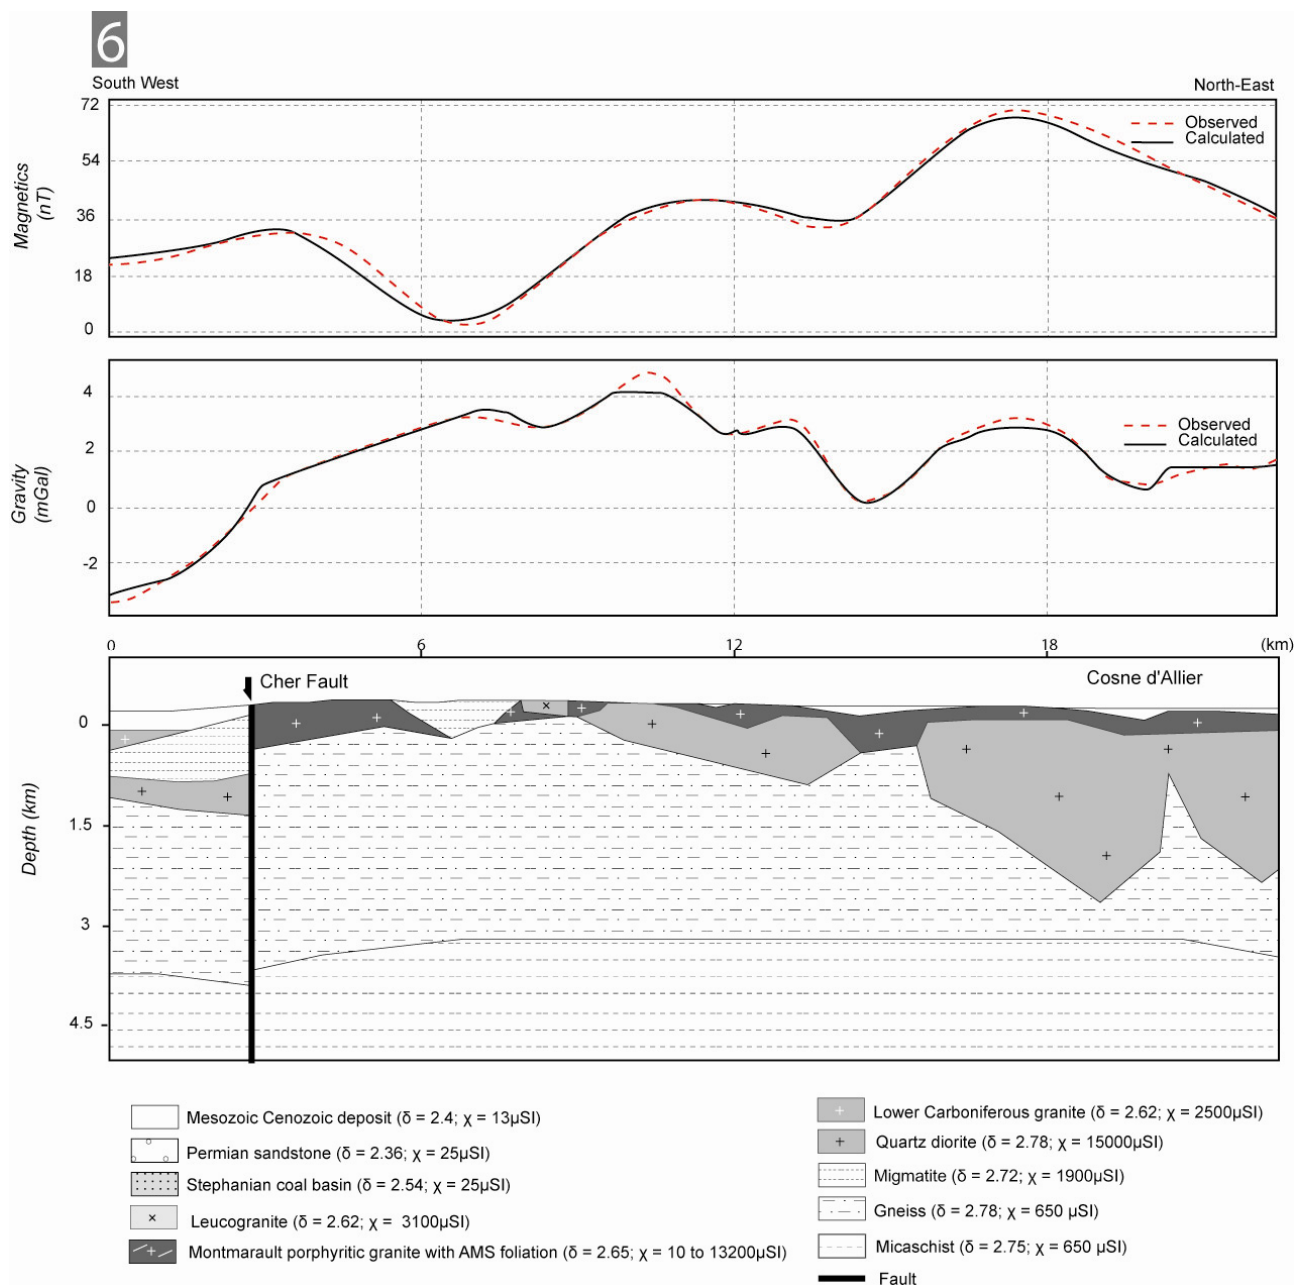 6
South West
North-East
72
54
36
18
0
Magnetics
(nT)
Observed
Calculated
4
2
0
-2
Gravity
(mGal)
Observed
Calculated
0 6 12 18 (km)
Cher Fault
Cosne d'Allier
0
1.5
3
4.5
Depth (km)
Mesozoic Cenozoic deposit (δ = 2.4; χ = 13µSI)
Permian sandstone (δ = 2.36; χ = 25µSI)
Stephanian coal basin (δ = 2.54; χ = 25µSI)
Leucogranite (δ = 2.62; χ = 3100µSI)
Montmarault porphyritic granite with AMS foliation (δ = 2.65; χ = 10 to 13200µSI)
Lower Carboniferous granite (δ = 2.62; χ = 2500µSI)
Quartz diorite (δ = 2.78; χ = 15000µSI)
Migmatite (δ = 2.72; χ = 1900µSI)
Gneiss (δ = 2.78; χ = 650 µSI)
Micaschist (δ = 2.75; χ = 650 µSI)
Fault